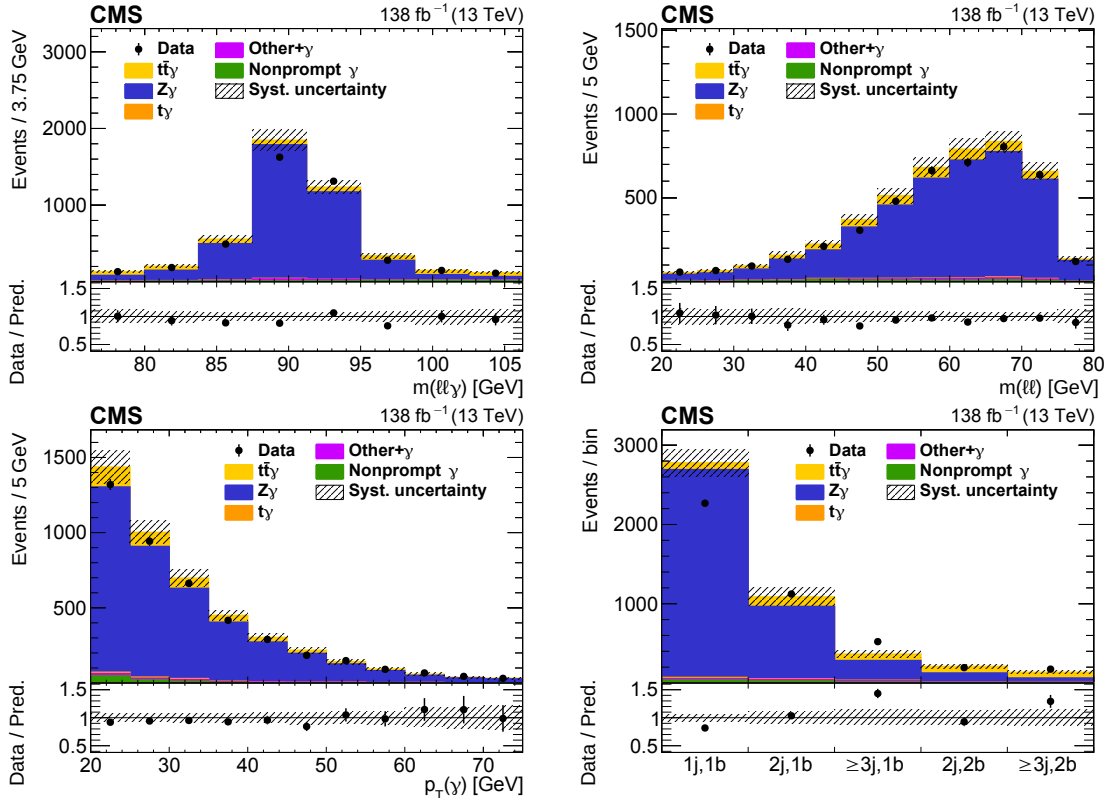 CMS 138 fb⁻¹ (13 TeV)
Events / 3.75 GeV
3000
2000
1000
Data
tt̄γ
Zγ
tγ
Other+γ
Nonprompt γ
Syst. uncertainty
Data / Pred.
1.5
1
0.5
80 85 90 95 100 105
m(ℓℓγ) [GeV]
CMS 138 fb⁻¹ (13 TeV)
Events / 5 GeV
1500
1000
500
Data
tt̄γ
Zγ
tγ
Other+γ
Nonprompt γ
Syst. uncertainty
Data / Pred.
1.5
1
0.5
20 30 40 50 60 70 80
m(ℓℓ) [GeV]
CMS 138 fb⁻¹ (13 TeV)
Events / 5 GeV
1500
1000
500
Data
tt̄γ
Zγ
tγ
Other+γ
Nonprompt γ
Syst. uncertainty
Data / Pred.
1.5
1
0.5
20 30 40 50 60 70
p_T(γ) [GeV]
CMS 138 fb⁻¹ (13 TeV)
Events / bin
3000
2000
1000
Data
tt̄γ
Zγ
tγ
Other+γ
Nonprompt γ
Syst. uncertainty
Data / Pred.
1.5
1
0.5
1j,1b 2j,1b ≥3j,1b 2j,2b ≥3j,2b